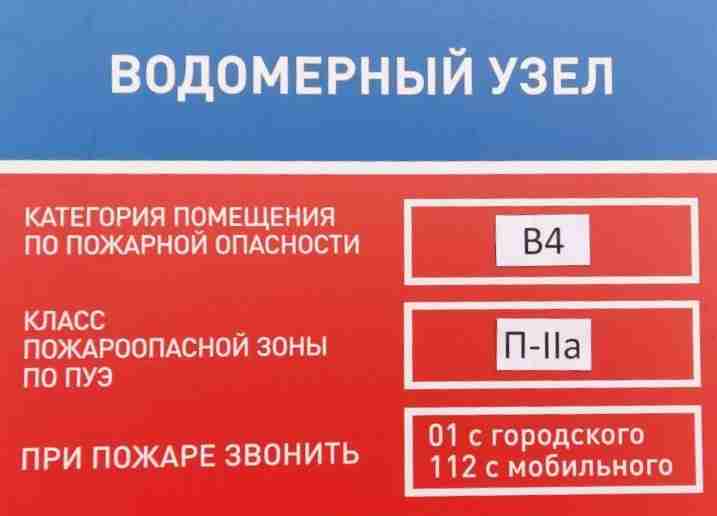 ВОДОМЕРНЫЙ УЗЕЛ
КАТЕГОРИЯ ПОМЕЩЕНИЯ
ПО ПОЖАРНОЙ ОПАСНОСТИ
В4
КЛАСС
ПОЖАРООПАСНОЙ ЗОНЫ
ПО ПУЭ
П-IIа
ПРИ ПОЖАРЕ ЗВОНИТЬ
01 с городского
112 с мобильного